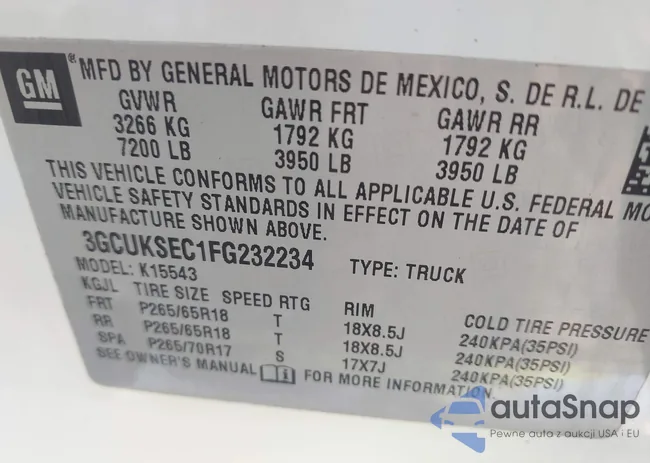 GM ® MFD BY GENERAL MOTORS DE MEXICO, S. DE R.L. DE
GVWR GAWR FRT GAWR RR
3266 KG 1792 KG 1792 KG
7200 LB 3950 LB 3950 LB
THIS VEHICLE CONFORMS TO ALL APPLICABLE U.S. FEDERAL MO
VEHICLE SAFETY STANDARDS IN EFFECT ON THE DATE OF
MANUFACTURE SHOWN ABOVE.
3GCUKSEC1FG232234 TYPE: TRUCK
MODEL: K15543
KGJL TIRE SIZE SPEED RTG RIM COLD TIRE PRESSURE
FRT P265/65R18 T 18X8.5J 240KPA(35PSI)
RR P265/65R18 T 18X8.5J 240KPA(35PSI)
SPA P265/70R17 S 17X7J 240KPA(35PSI)
SEE OWNER'S MANUAL FOR MORE INFORMATION.
autaSnap
Pewne auta z aukcji USA i EU